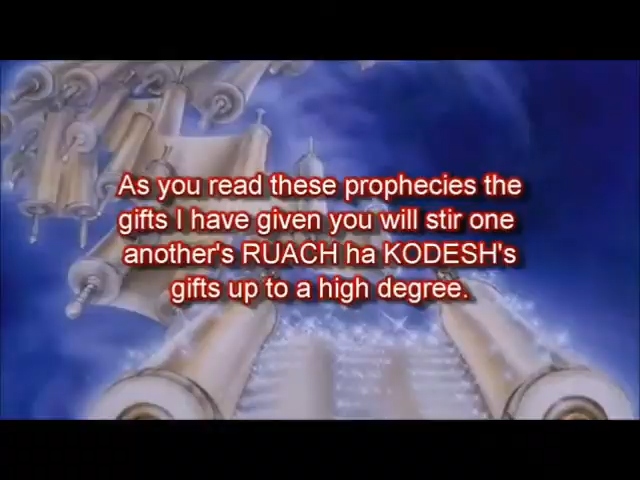 As you read these prophecies the
gifts I have given you will stir one
another's RUACH ha KODESH's
gifts up to a high degree.